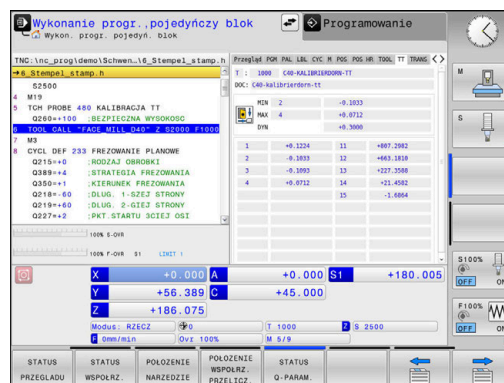 Wykonanie progr.,pojedyńczy blok
Wykon. progr. pojedyń. blok
Programowanie
TNC:\nc_prog\demo\Schwen…\6_Stempel_stamp.h
→6_Stempel_stamp.h
S2500
4 M19
5 TCH PROBE 480 KALIBRACJA TT
Q260=+100 ;BEZPIECZNA WYSOKOSC
6 TOOL CALL "FACE_MILL_D40" Z S2000 F1000
7 M3
8 CYCL DEF 233 FREZOWANIE PLANOWE
Q215=+0 ;RODZAJ OBROBKI
Q389=+4 ;STRATEGIA FREZOWANIA
Q350=+1 ;KIERUNEK FREZOWANIA
Q218=-60 ;DLUG. 1-SZEJ STRONY
Q219=+60 ;DLUG. 2-GIEJ STRONY
Q227=+2 ;PKT.STARTU 3CIEJ OSI
Przegląd PGM PAL LBL CYC M POS POS HR TOOL TT TRANS
T : 1000 C40-KALIBRIERDORN-TT
DOC: C40-kalibrierdorn-tt
MIN 2 -0.1033
MAX 4 +0.0712
DYN +0.3000
1 +0.1224 11 +807.2982
2 -0.1033 12 +663.1810
3 -0.1093 13 +227.3588
4 +0.0712 14 +21.4582
15 -1.6864
100% S-OVR
100% F-OVR S1 LIMIT 1
X +0.000 A +0.000 S1 +180.005
Y +56.389 C +45.000
Z +186.075
Modus: RZECZ 0 T 1000 Z S 2500
F 0mm/min Ovr 100% M 5/9
M
S
S100%
OFF ON
F100%
OFF ON
STATUS PRZEGLADU
STATUS WSPOŁRZ.
POŁOZENIE NARZEDZIE
POŁOZENIE WSPOŁRZ. PRZELICZ.
STATUS Q-PARAM.